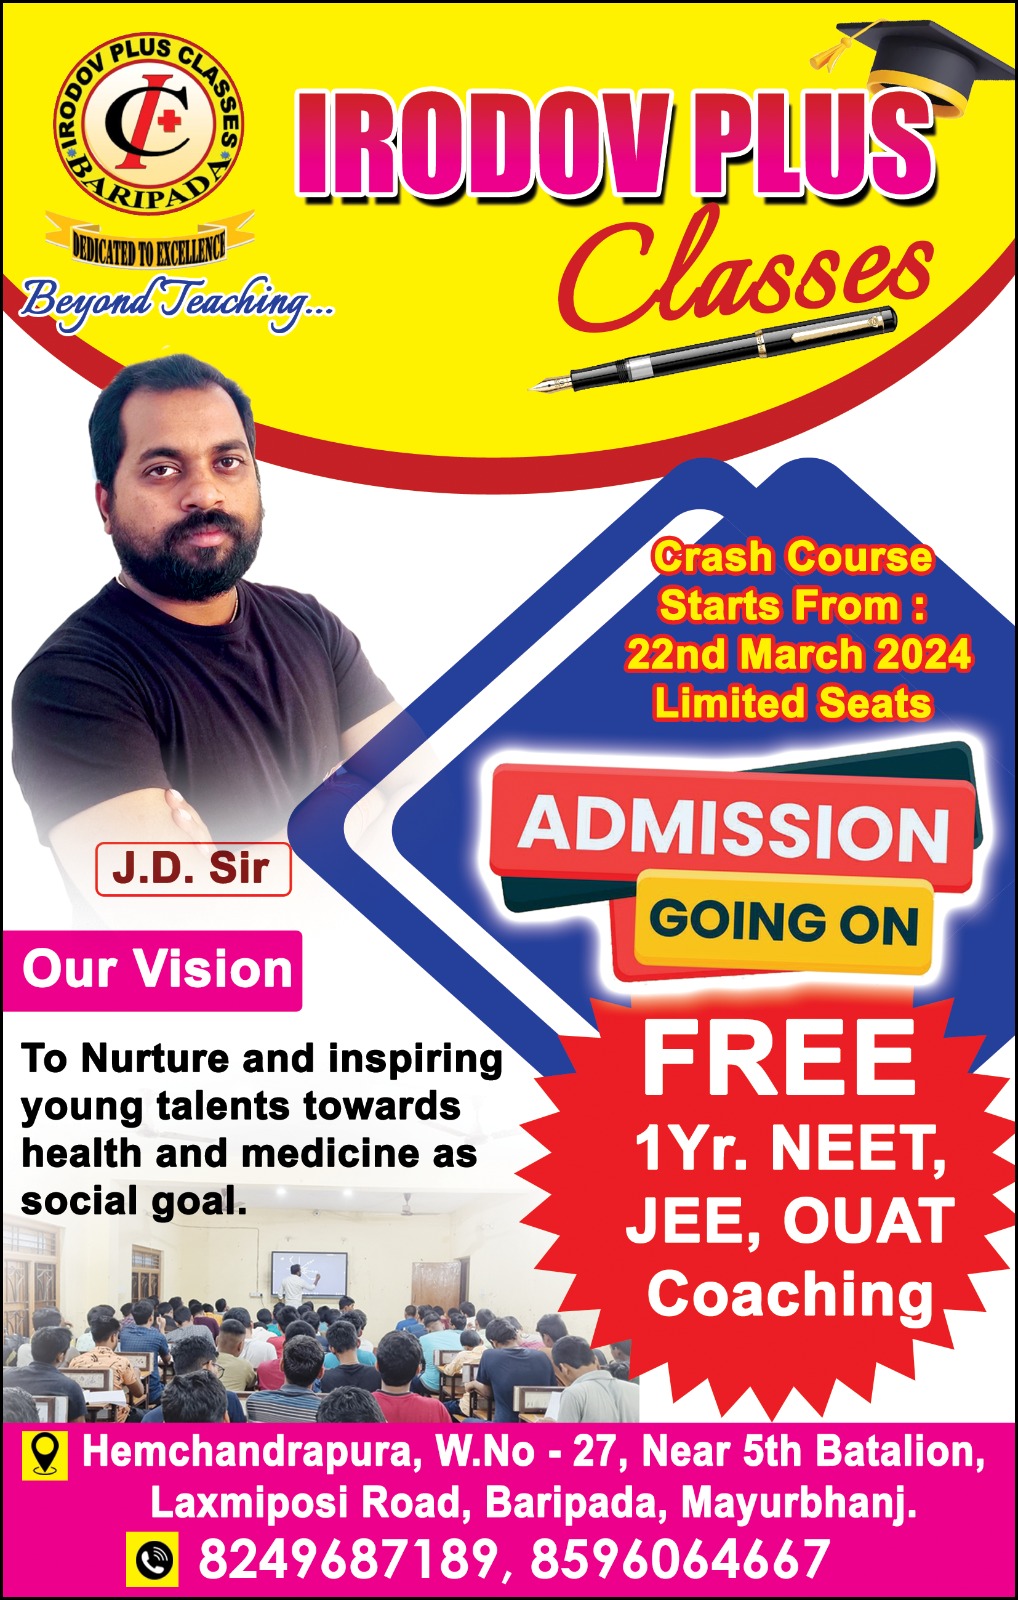 IRODOV PLUS CLASSES
BARIPADA
CI+
DEDICATED TO EXCELLENCE
Beyond Teaching...
IRODOV PLUS
Classes
Crash Course
Starts From :
22nd March 2024
Limited Seats
ADMISSION
GOING ON
J.D. Sir
Our Vision
To Nurture and inspiring
young talents towards
health and medicine as
social goal.
FREE
1Yr. NEET,
JEE, OUAT
Coaching
Hemchandrapura, W.No - 27, Near 5th Batalion,
Laxmiposi Road, Baripada, Mayurbhanj.
8249687189, 8596064667